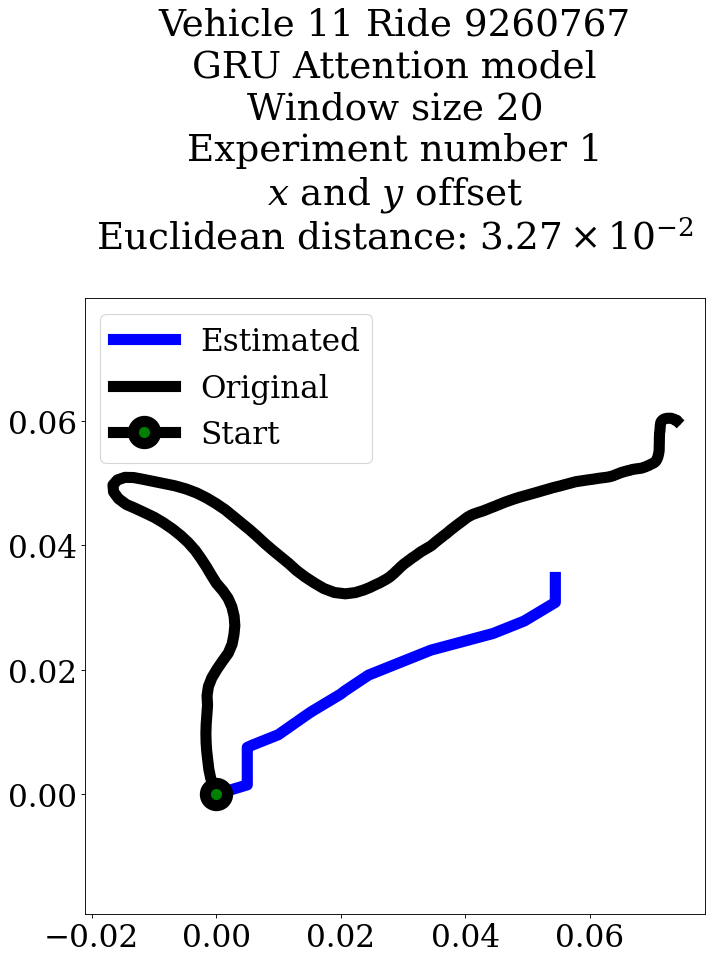 Vehicle 11 Ride 9260767
GRU Attention model
Window size 20
Experiment number 1
x and y offset
Euclidean distance: 3.27 × 10⁻²
Estimated
Original
Start
0.06
0.04
0.02
0.00
−0.02 0.00 0.02 0.04 0.06